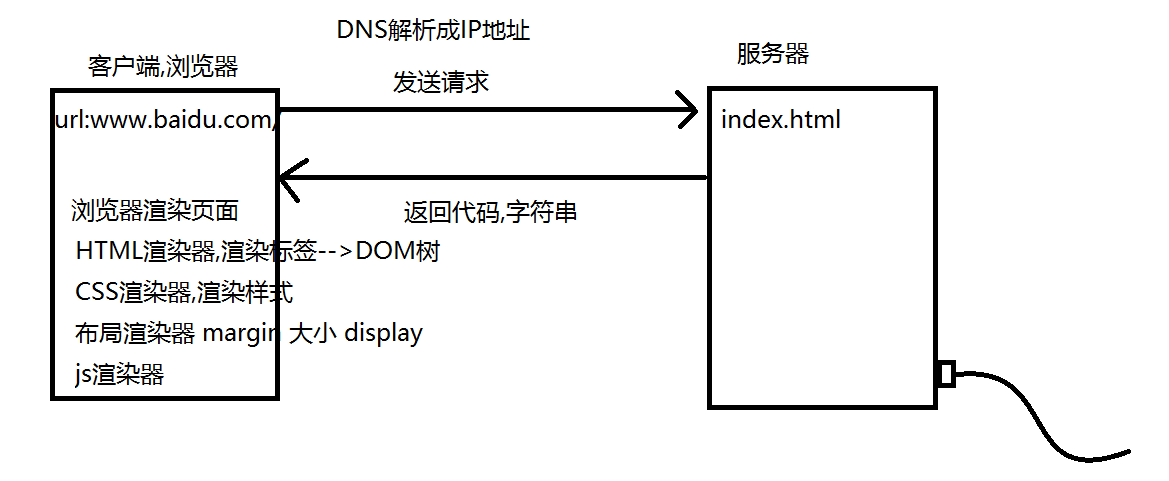 DNS解析成IP地址
客户端,浏览器
发送请求
服务器
url:www.baidu.com/
index.html
浏览器渲染页面
返回代码,字符串
HTML渲染器,渲染标签-->DOM树
CSS渲染器,渲染样式
布局渲染器 margin 大小 display
js渲染器